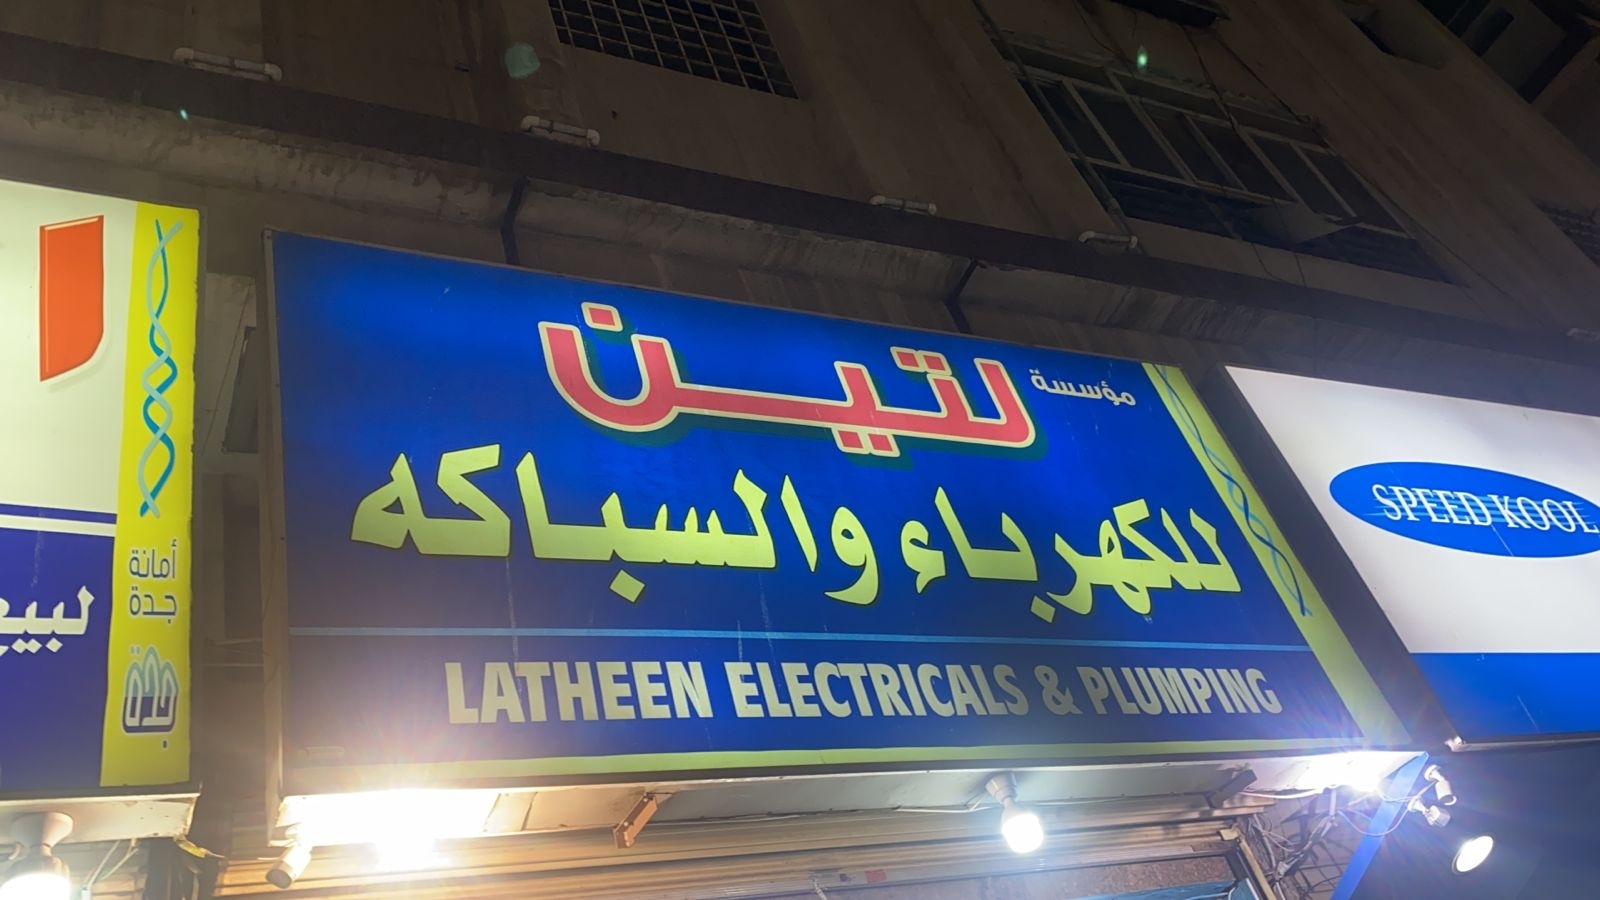 مؤسسة
لتين
للكهرباء والسباكه
LATHEEN ELECTRICALS & PLUMPING
SPEED KOOL
أمانة
جدة
جدة